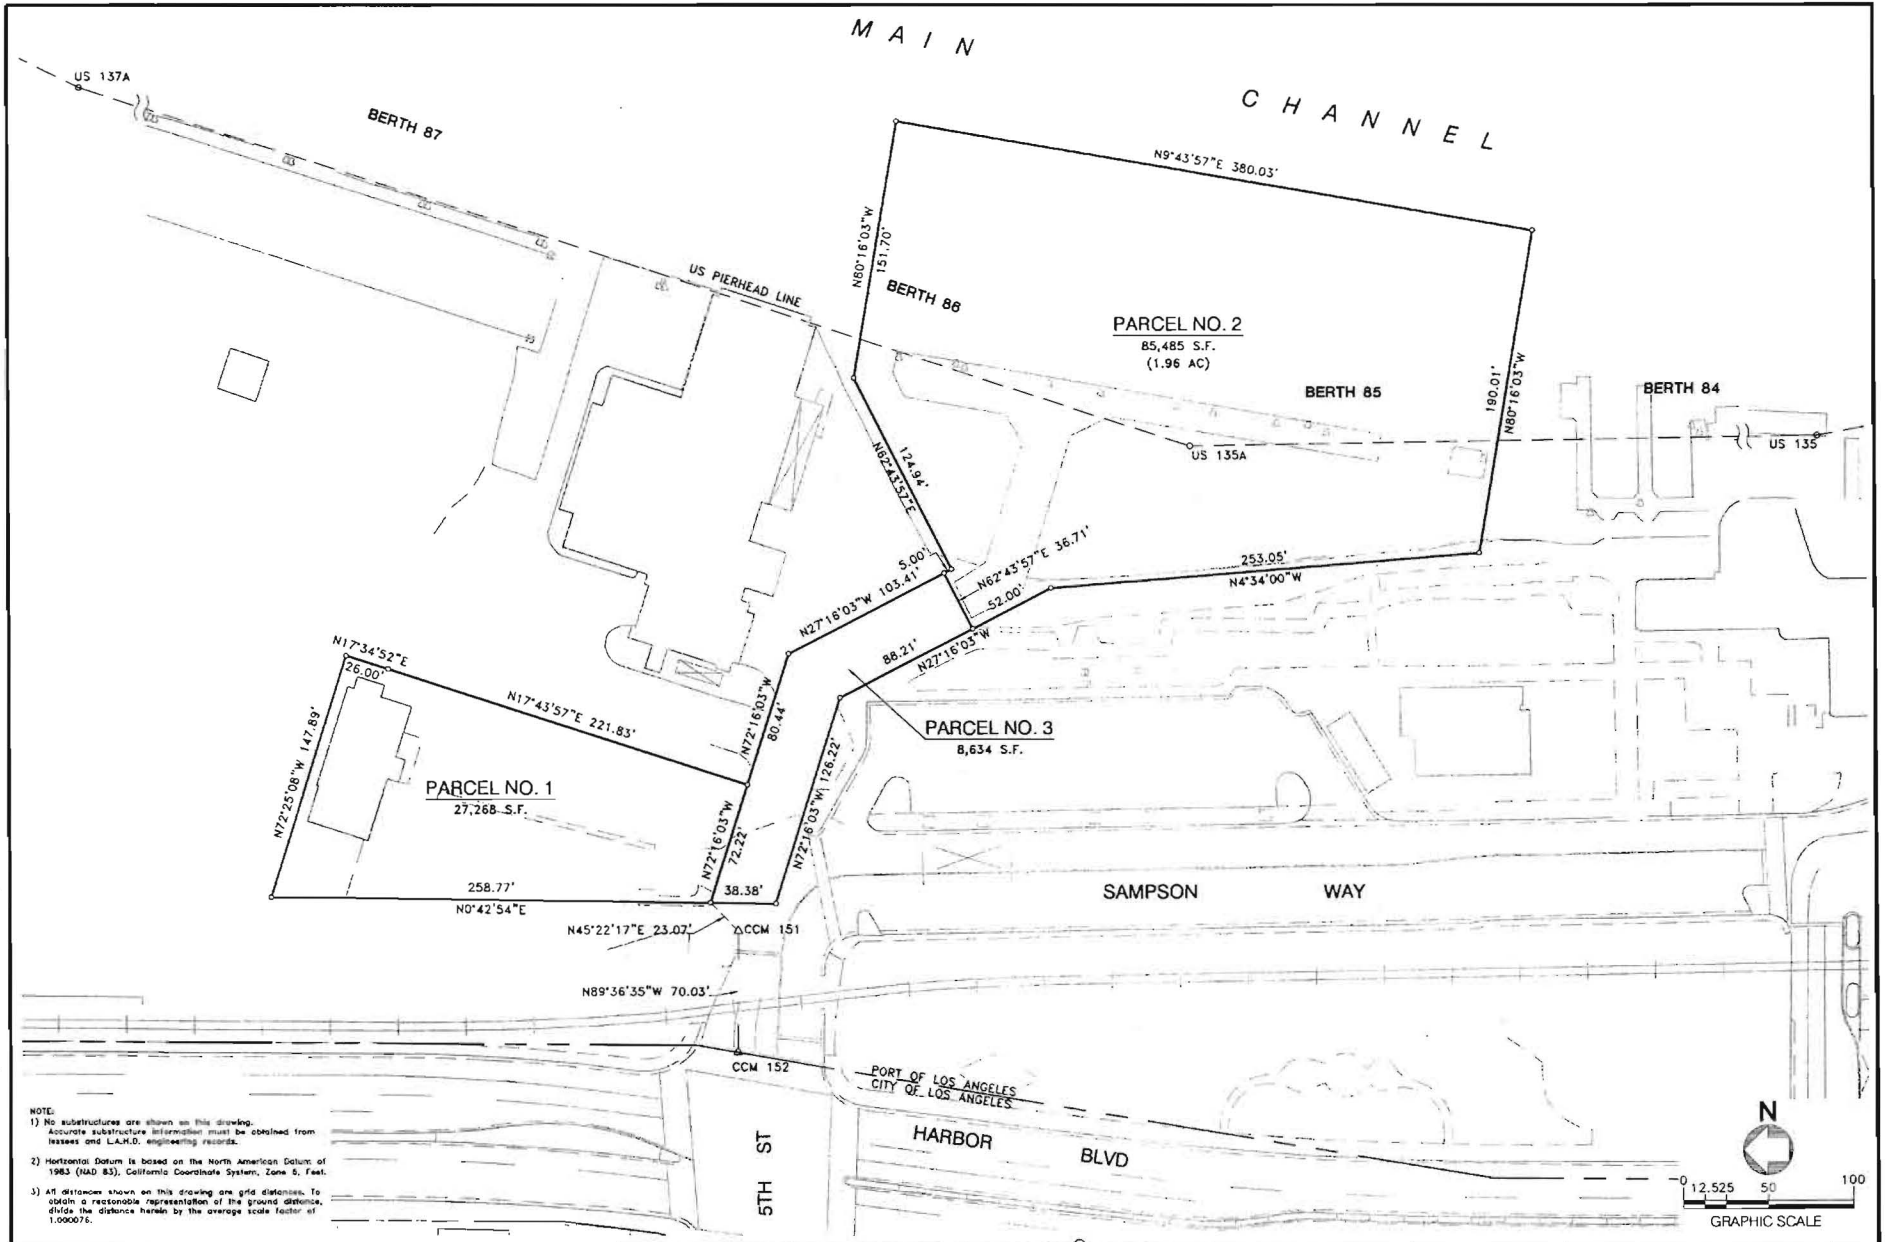 MAIN
CHANNEL
US 137A
BERTH 87
N9°43'57"E 380.03'
N80°16'03"W
151.70'
US PIERHEAD LINE
BERTH 86
PARCEL NO. 2
85,485 S.F.
(1.96 AC)
BERTH 85
BERTH 84
190.01'
N80°16'03"W
US 135A
US 135
124.94'
N62°43'57"E
5.00'
N62°43'57"E 36.71'
52.00'
253.05'
N4°34'00"W
N27°16'03"W 103.41'
88.21'
N27°16'03"W
N17°34'52"E
26.00'
N17°43'57"E 221.83'
N72°16'03"W
80.44'
PARCEL NO. 3
8,634 S.F.
N72°25'08"W 147.89'
PARCEL NO. 1
27,268 S.F.
N72°16'03"W
72.22'
N72°16'03"W 126.22'
258.77'
N0°42'54"E
38.38'
SAMPSON WAY
N45°22'17"E 23.07'
CCM 151
N89°36'35"W 70.03'
CCM 152
PORT OF LOS ANGELES
CITY OF LOS ANGELES
HARBOR BLVD
5TH ST
NOTE:
1) No substructures are shown on this drawing.
Accurate substructure information must be obtained from
lessees and L.A.H.D. engineering records.
2) Horizontal Datum is based on the North American Datum of
1983 (NAD 83), California Coordinate System, Zone 5, Feet.
3) All distances shown on this drawing are grid distances. To
obtain a reasonable representation of the ground distance,
divide the distance herein by the average scale factor of
1.000076.
N
0 12.525 50 100
GRAPHIC SCALE